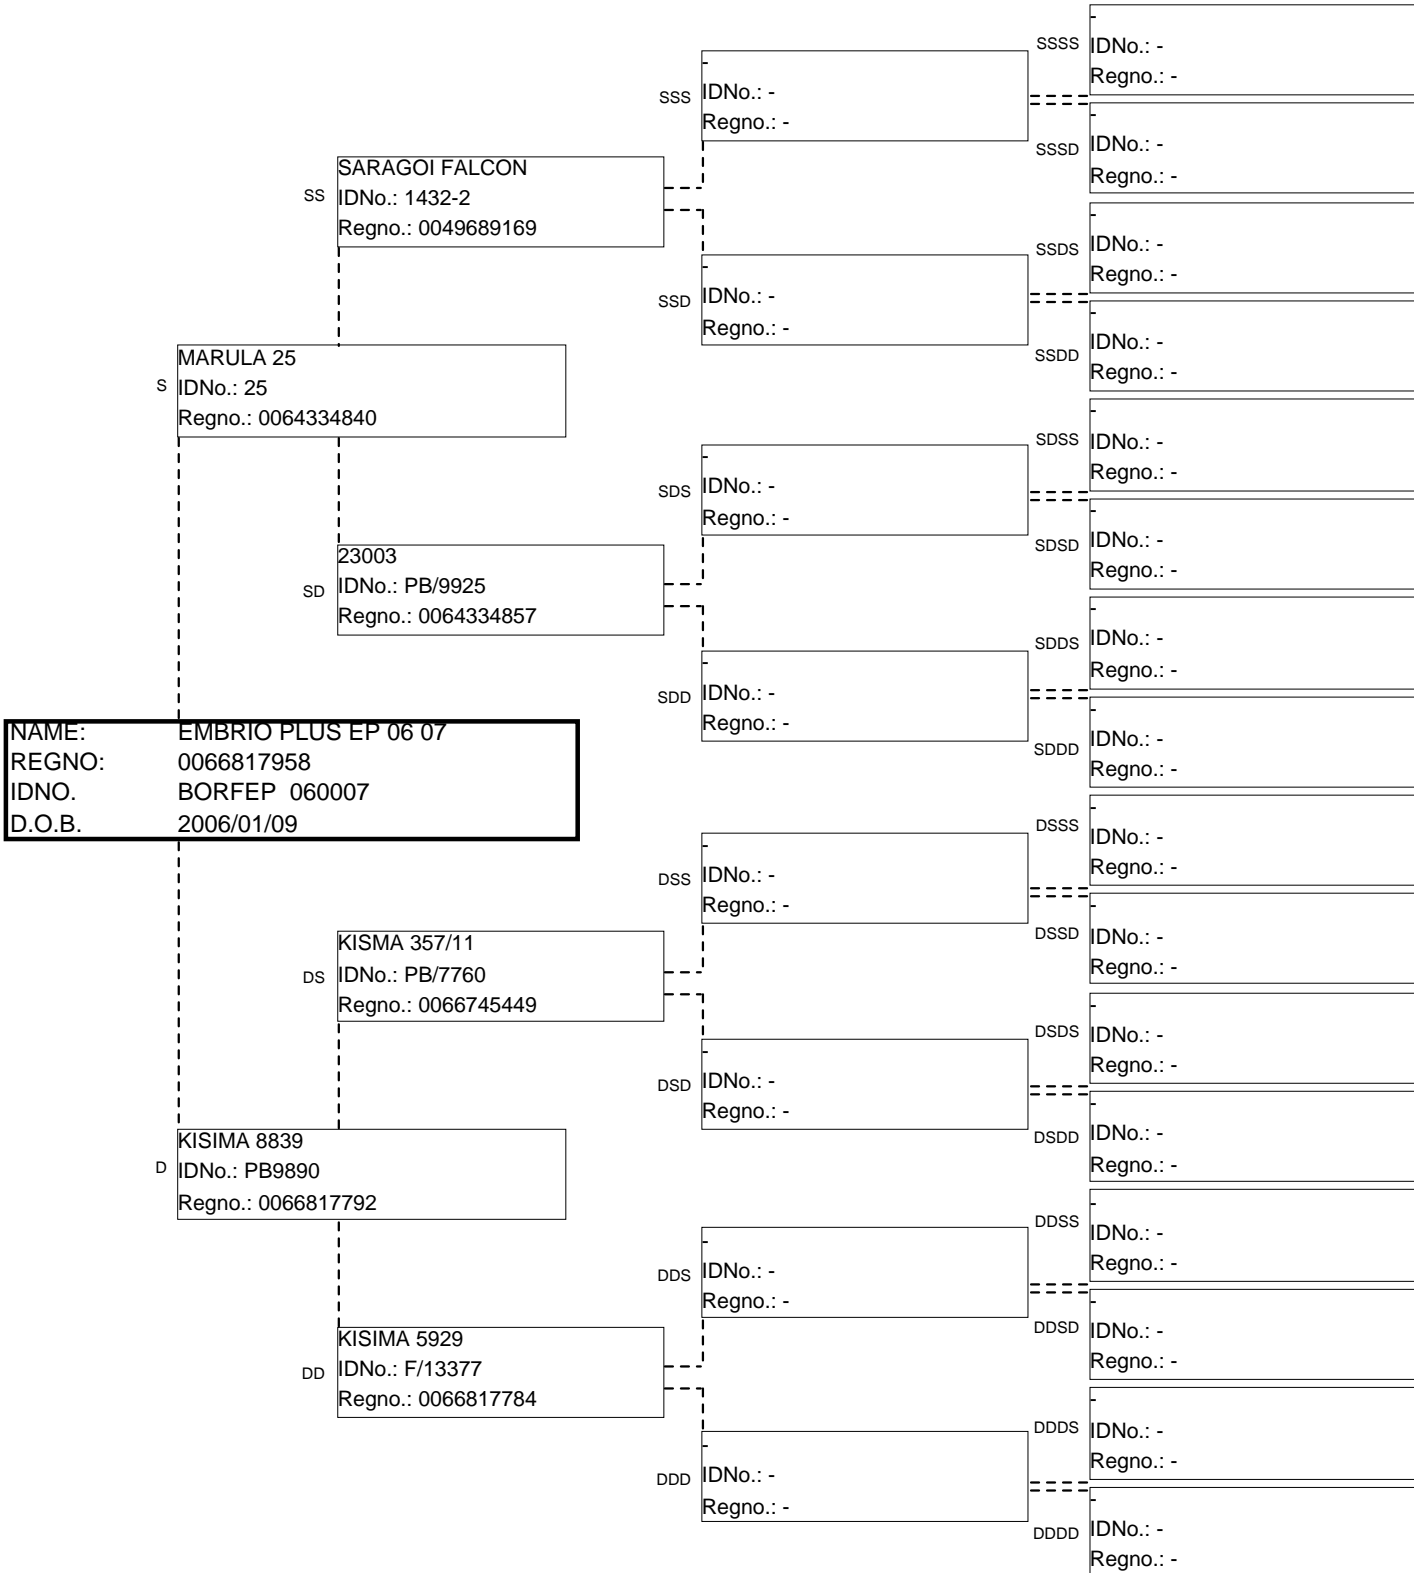 -
SSSS IDNo.: -
Regno.: -
-
SSS IDNo.: -
Regno.: -
-
SSSD IDNo.: -
Regno.: -
SARAGOI FALCON
SS IDNo.: 1432-2
Regno.: 0049689169
-
SSDS IDNo.: -
Regno.: -
-
SSD IDNo.: -
Regno.: -
-
SSDD IDNo.: -
Regno.: -
MARULA 25
S IDNo.: 25
Regno.: 0064334840
-
SDSS IDNo.: -
Regno.: -
-
SDS IDNo.: -
Regno.: -
-
SDSD IDNo.: -
Regno.: -
23003
SD IDNo.: PB/9925
Regno.: 0064334857
-
SDDS IDNo.: -
Regno.: -
-
SDD IDNo.: -
Regno.: -
-
SDDD IDNo.: -
Regno.: -
NAME: EMBRIO PLUS EP 06 07
REGNO: 0066817958
IDNO. BORFEP 060007
D.O.B. 2006/01/09
-
DSSS IDNo.: -
Regno.: -
-
DSS IDNo.: -
Regno.: -
-
DSSD IDNo.: -
Regno.: -
KISMA 357/11
DS IDNo.: PB/7760
Regno.: 0066745449
-
DSDS IDNo.: -
Regno.: -
-
DSD IDNo.: -
Regno.: -
-
DSDD IDNo.: -
Regno.: -
KISIMA 8839
D IDNo.: PB9890
Regno.: 0066817792
-
DDSS IDNo.: -
Regno.: -
-
DDS IDNo.: -
Regno.: -
-
DDSD IDNo.: -
Regno.: -
KISIMA 5929
DD IDNo.: F/13377
Regno.: 0066817784
-
DDDS IDNo.: -
Regno.: -
-
DDD IDNo.: -
Regno.: -
-
DDDD IDNo.: -
Regno.: -